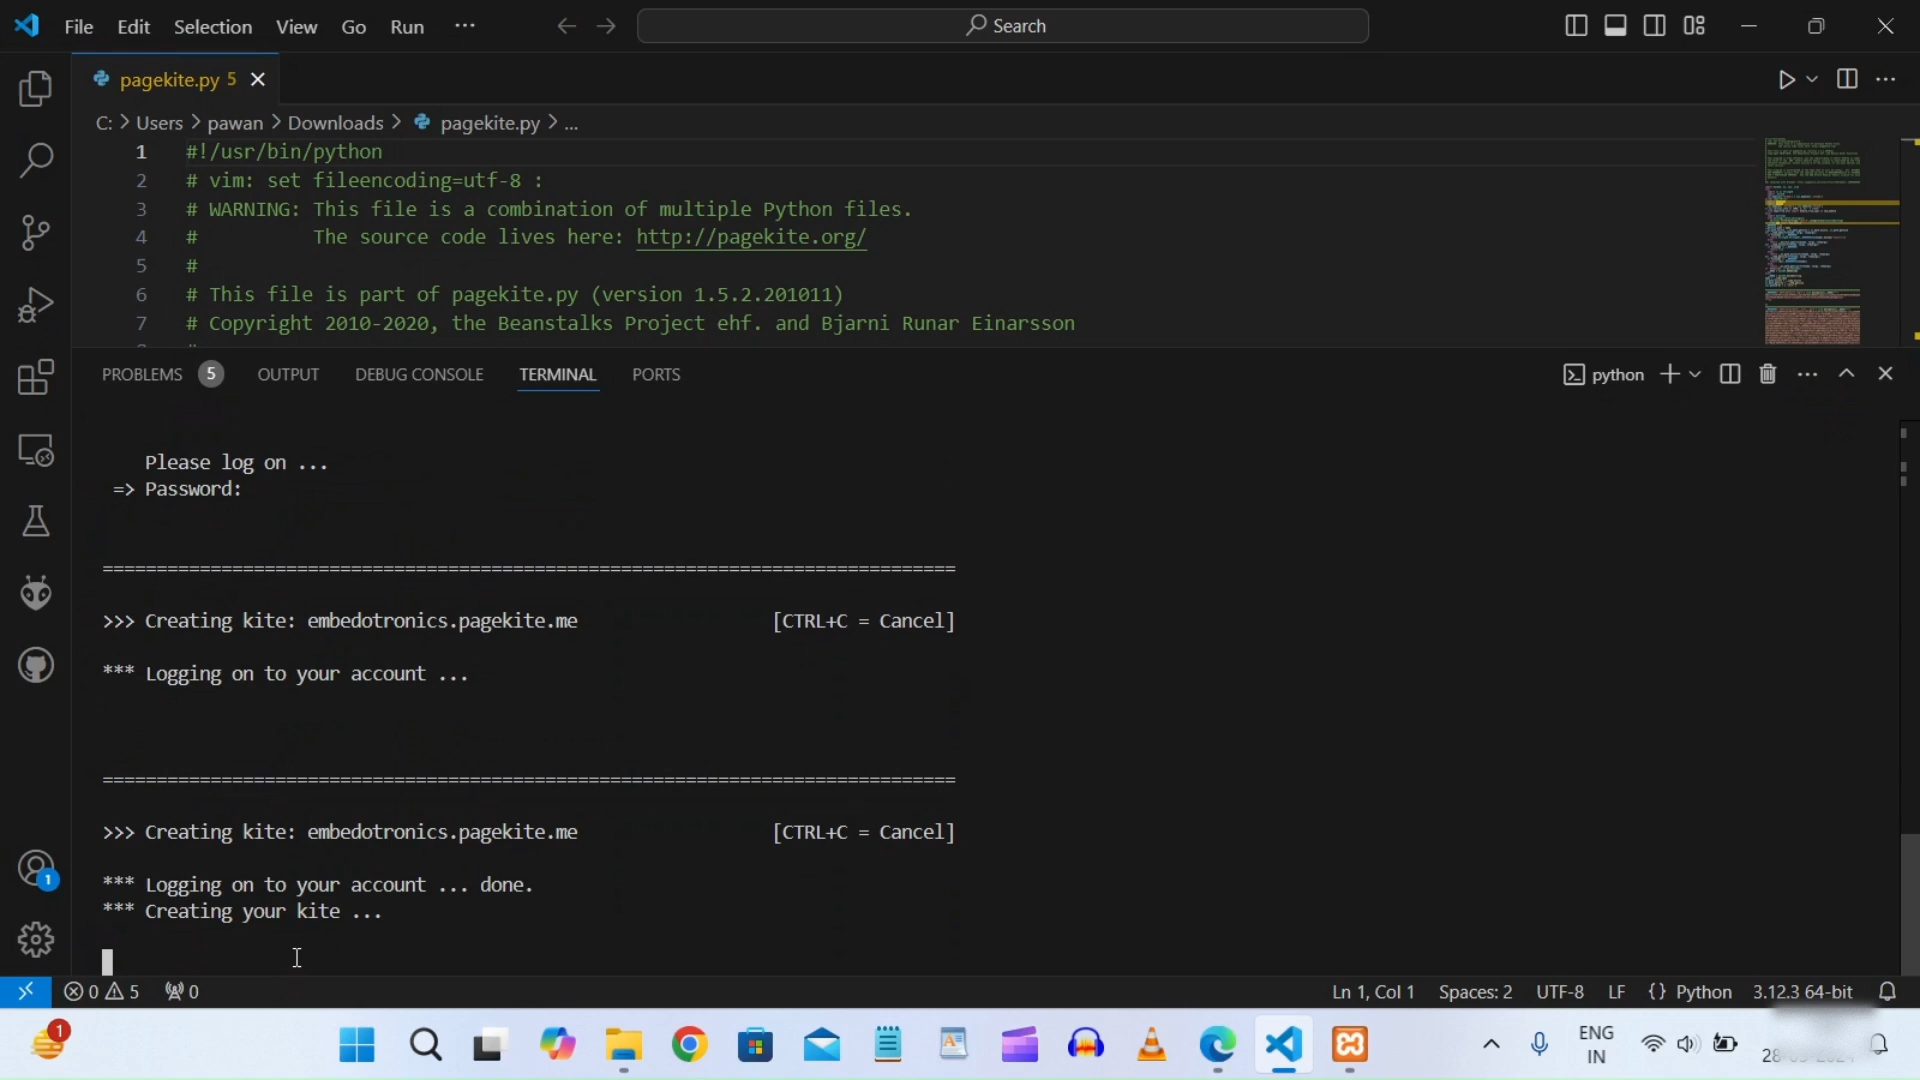 File Edit Selection View Go Run ...
Search
pagekite.py 5
C: > Users > pawan > Downloads > pagekite.py > ...
1 #!/usr/bin/python
2 # vim: set fileencoding=utf-8 :
3 # WARNING: This file is a combination of multiple Python files.
4 # The source code lives here: http://pagekite.org/
5 #
6 # This file is part of pagekite.py (version 1.5.2.201011)
7 # Copyright 2010-2020, the Beanstalks Project ehf. and Bjarni Runar Einarsson
PROBLEMS 5 OUTPUT DEBUG CONSOLE TERMINAL PORTS
python
Please log on ...
=> Password:
===============================================================================
>>> Creating kite: embedotronics.pagekite.me [CTRL+C = Cancel]
*** Logging on to your account ...
===============================================================================
>>> Creating kite: embedotronics.pagekite.me [CTRL+C = Cancel]
*** Logging on to your account ... done.
*** Creating your kite ...
1
0 5 0
Ln 1, Col 1 Spaces: 2 UTF-8 LF {} Python 3.12.3 64-bit
1
ENG
IN